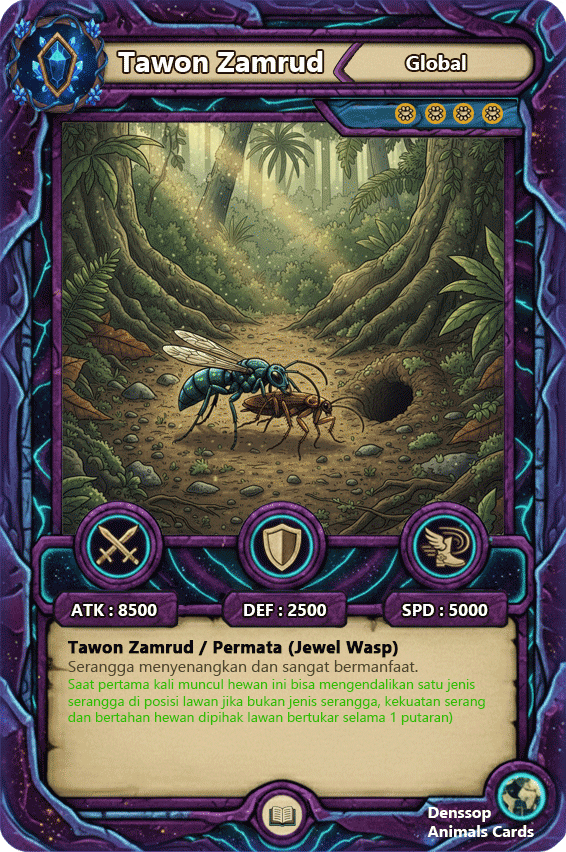 Tawon Zamrud
Global
ATK : 8500
DEF : 2500
SPD : 5000
Tawon Zamrud / Permata (Jewel Wasp)
Serangga menyenangkan dan sangat bermanfaat.
Saat pertama kali muncul hewan ini bisa mengendalikan satu jenis
serangga di posisi lawan jika bukan jenis serangga, kekuatan serang
dan bertahan hewan dipihak lawan bertukar selama 1 putaran)
Denssop
Animals Cards